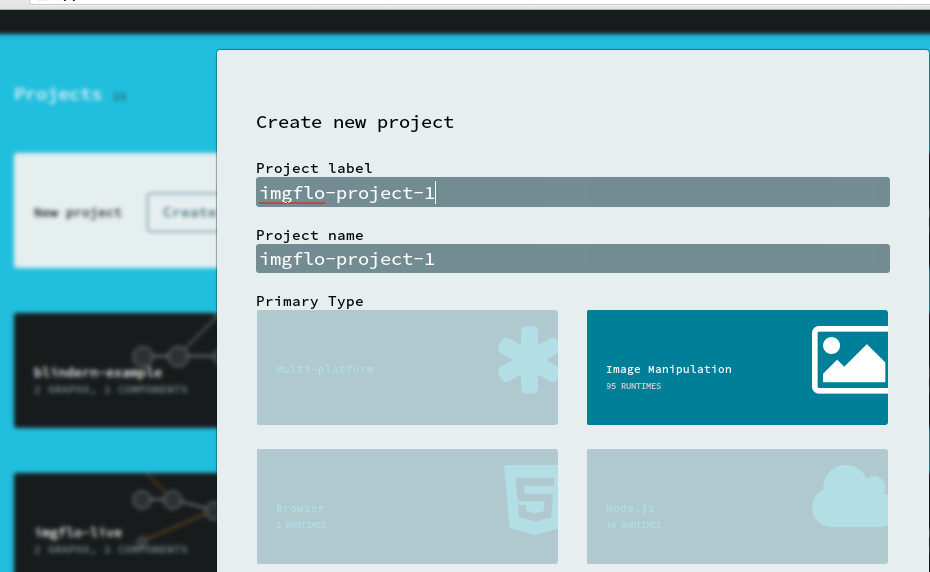 Projects
Create new project
Project label
imgflo-project-1
New project
Create
Project name
imgflo-project-1
Primary Type
Multi-platform
Image Manipulation
95 RUNTIMES
blindern-example
2 GRAPHS, 1 COMPONENTS
Browser
2 RUNTIMES
Node.js
10 RUNTIMES
imgflo-live
2 GRAPHS, 2 COMPONENTS